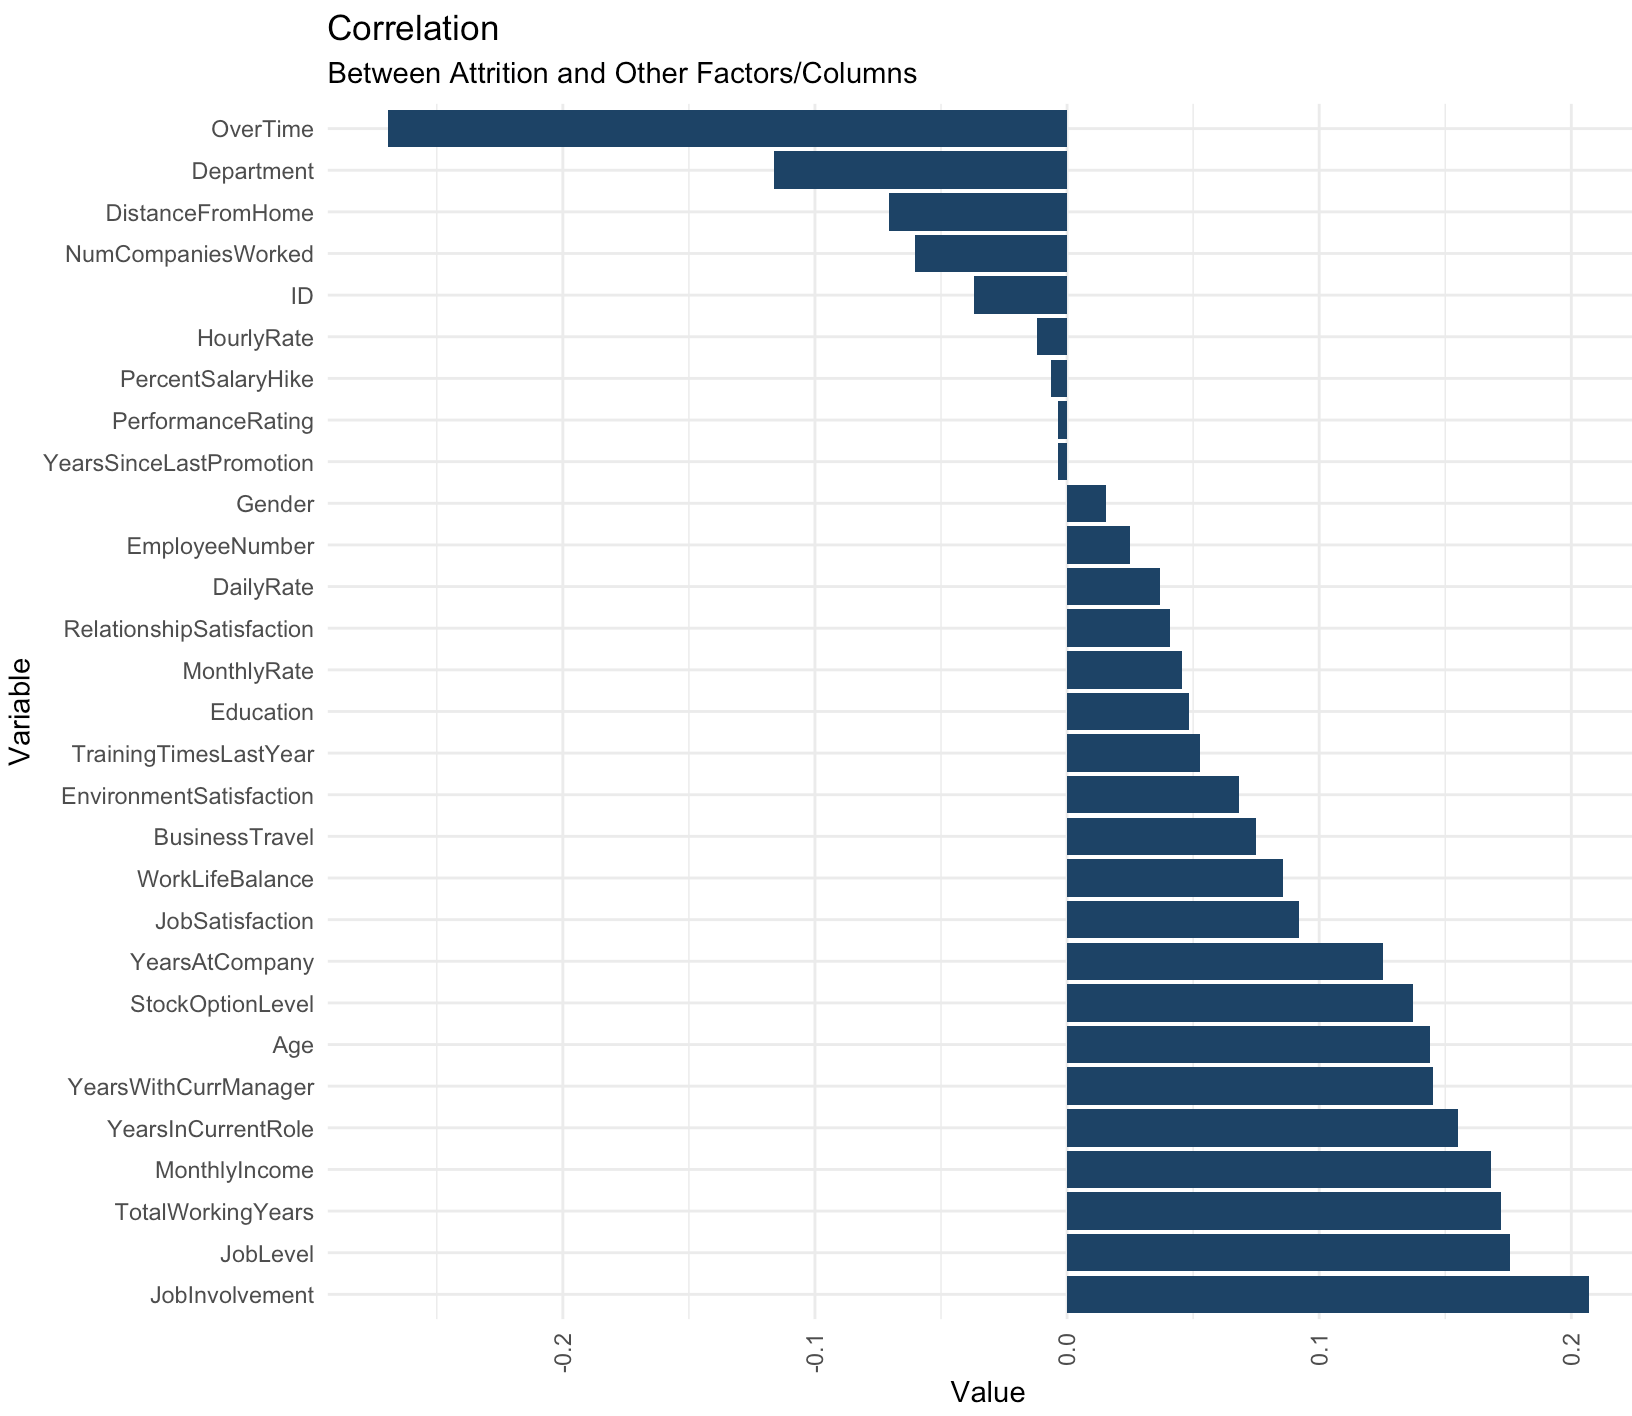 Correlation
Between Attrition and Other Factors/Columns
OverTime
Department
DistanceFromHome
NumCompaniesWorked
ID
HourlyRate
PercentSalaryHike
PerformanceRating
YearsSinceLastPromotion
Gender
EmployeeNumber
DailyRate
RelationshipSatisfaction
MonthlyRate
Education
TrainingTimesLastYear
EnvironmentSatisfaction
BusinessTravel
WorkLifeBalance
JobSatisfaction
YearsAtCompany
StockOptionLevel
Age
YearsWithCurrManager
YearsInCurrentRole
MonthlyIncome
TotalWorkingYears
JobLevel
JobInvolvement
Variable
-0.2
-0.1
0.0
0.1
0.2
Value